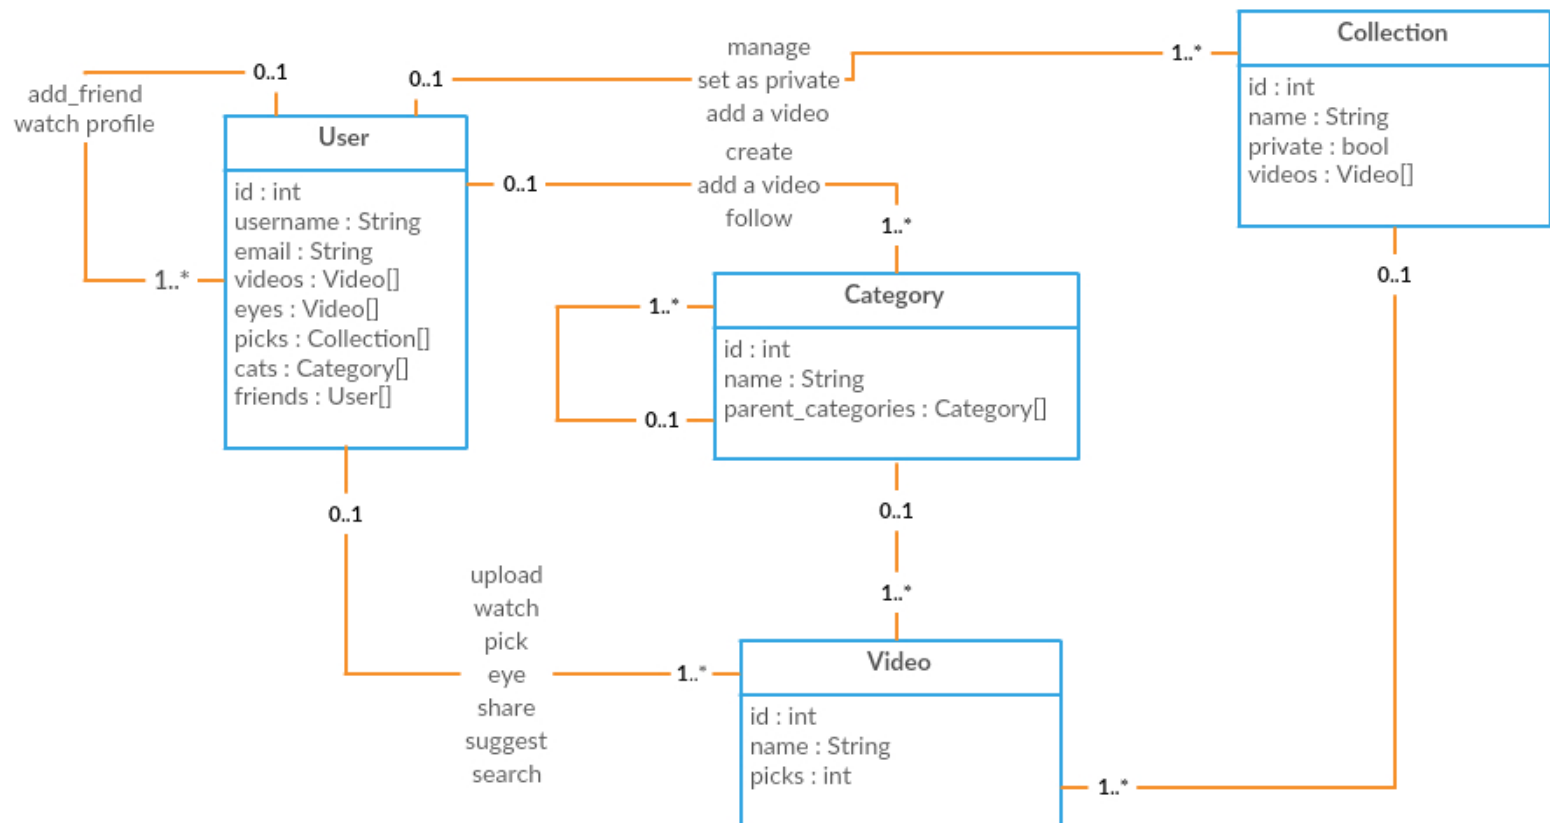 Collection
id : int
name : String
private : bool
videos : Video[]
1..*
0..1
manage
set as private
add a video
0..1
1..*
add_friend
watch profile
0..1
1..*
User
id : int
username : String
email : String
videos : Video[]
eyes : Video[]
picks : Collection[]
cats : Category[]
friends : User[]
0..1
create
add a video
follow
1..*
Category
id : int
name : String
parent_categories : Category[]
1..*
0..1
0..1
0..1
1..*
upload
watch
pick
eye
share
suggest
search
1..*
Video
id : int
name : String
picks : int